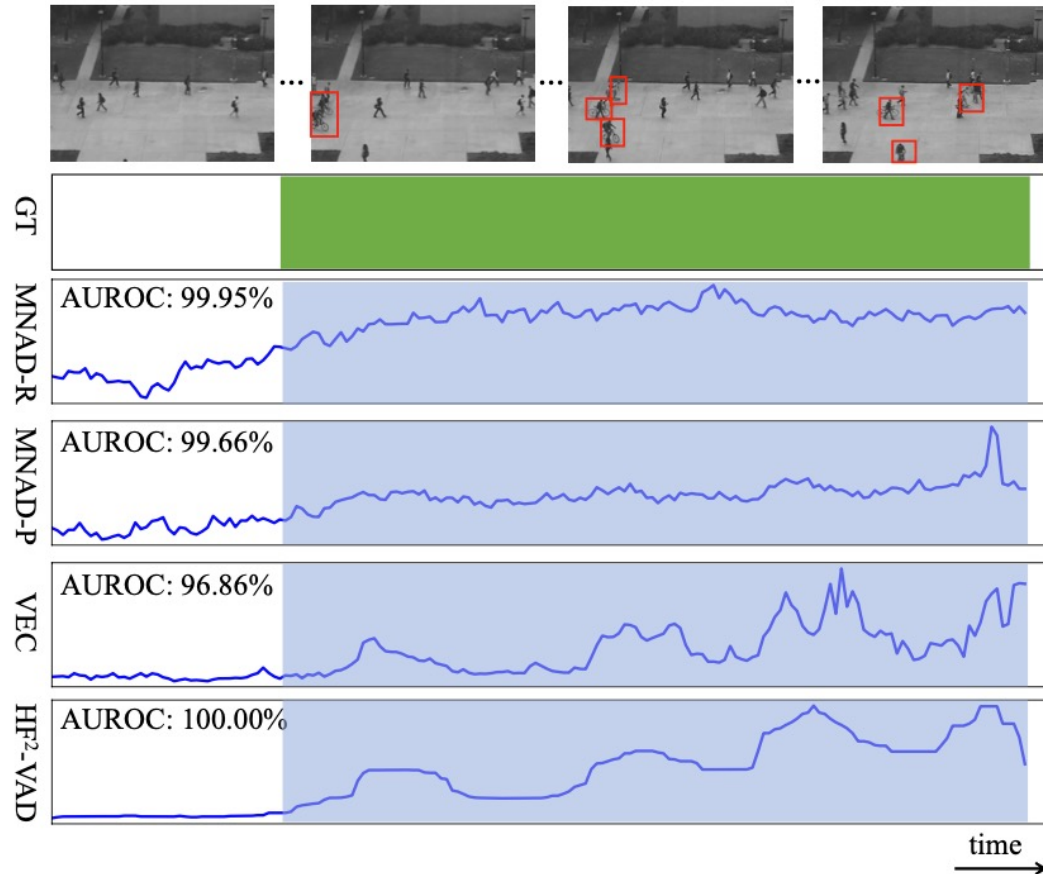 ... ... ...
GT
MNAD-R
AUROC: 99.95%
MNAD-P
AUROC: 99.66%
VEC
AUROC: 96.86%
HF²-VAD
AUROC: 100.00%
time